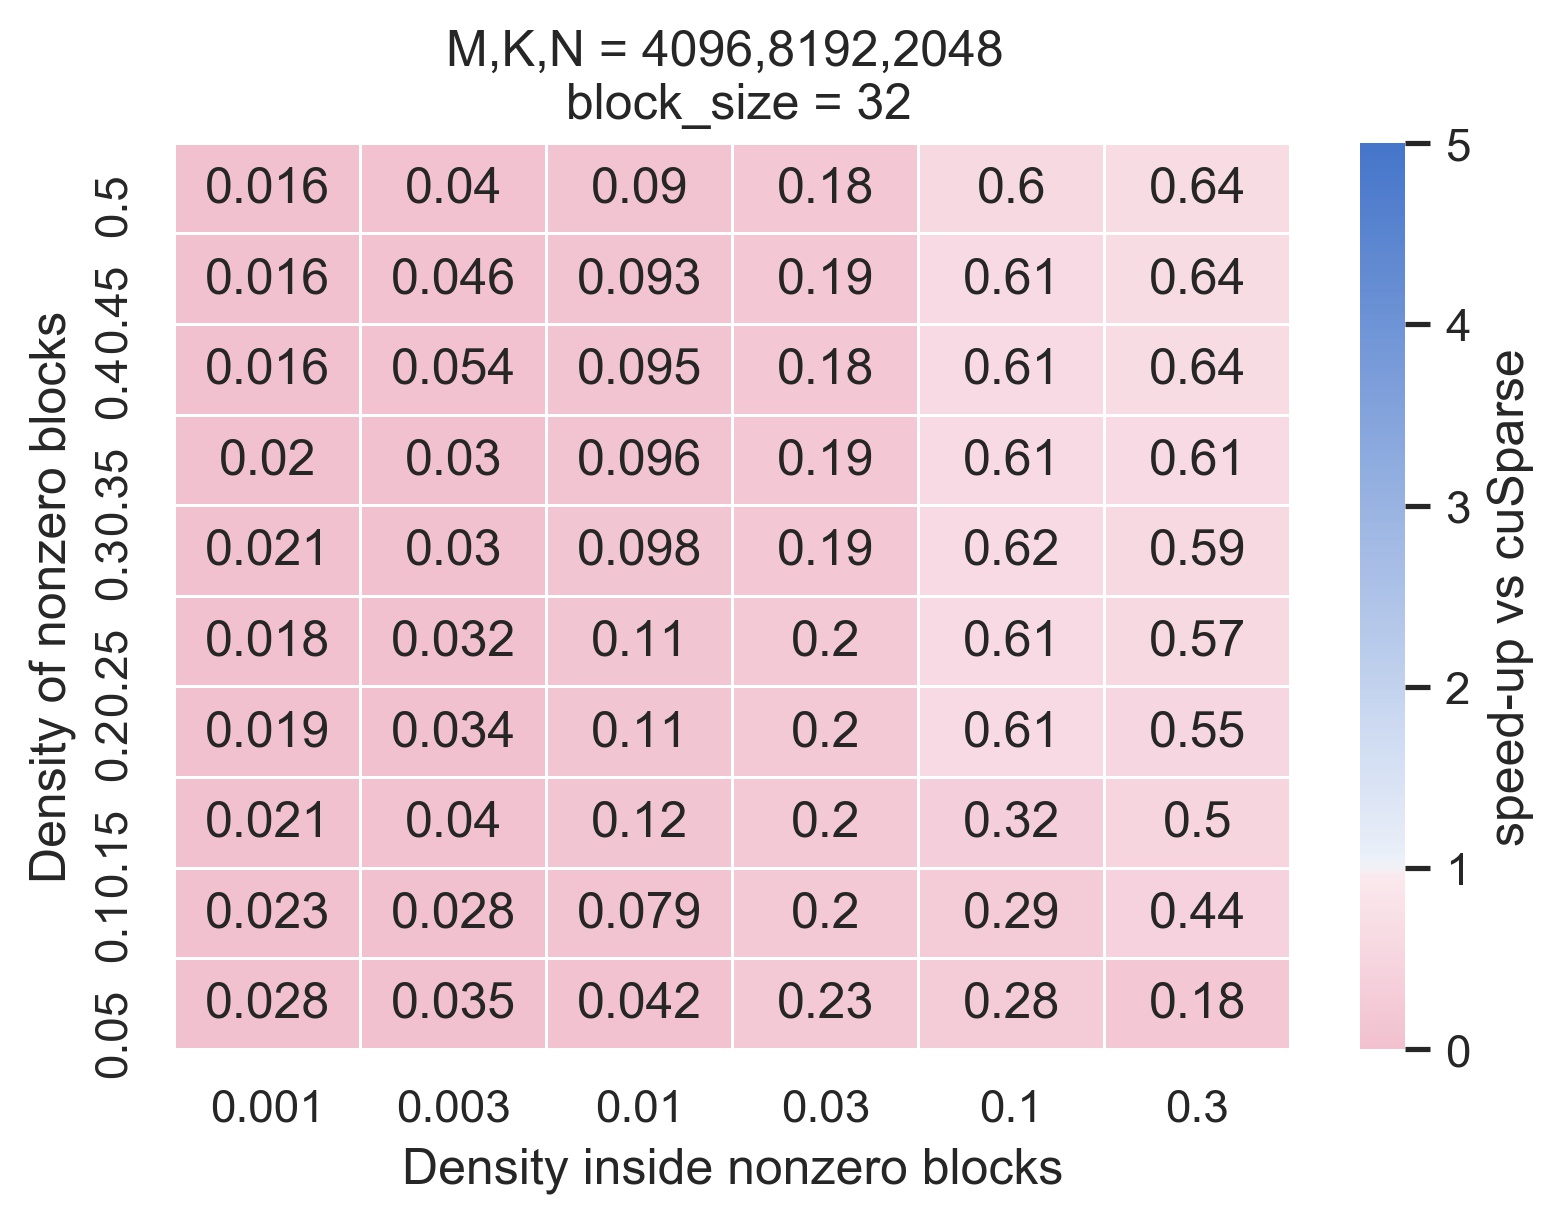 M,K,N = 4096,8192,2048
block_size = 32
Density of nonzero blocks
0.5 0.016 0.04 0.09 0.18 0.6 0.64
0.45 0.016 0.046 0.093 0.19 0.61 0.64
0.4 0.016 0.054 0.095 0.18 0.61 0.64
0.35 0.02 0.03 0.096 0.19 0.61 0.61
0.3 0.021 0.03 0.098 0.19 0.62 0.59
0.25 0.018 0.032 0.11 0.2 0.61 0.57
0.2 0.019 0.034 0.11 0.2 0.61 0.55
0.15 0.021 0.04 0.12 0.2 0.32 0.5
0.1 0.023 0.028 0.079 0.2 0.29 0.44
0.05 0.028 0.035 0.042 0.23 0.28 0.18
0.001 0.003 0.01 0.03 0.1 0.3
Density inside nonzero blocks
5
4
3
2
1
0
speed-up vs cuSparse